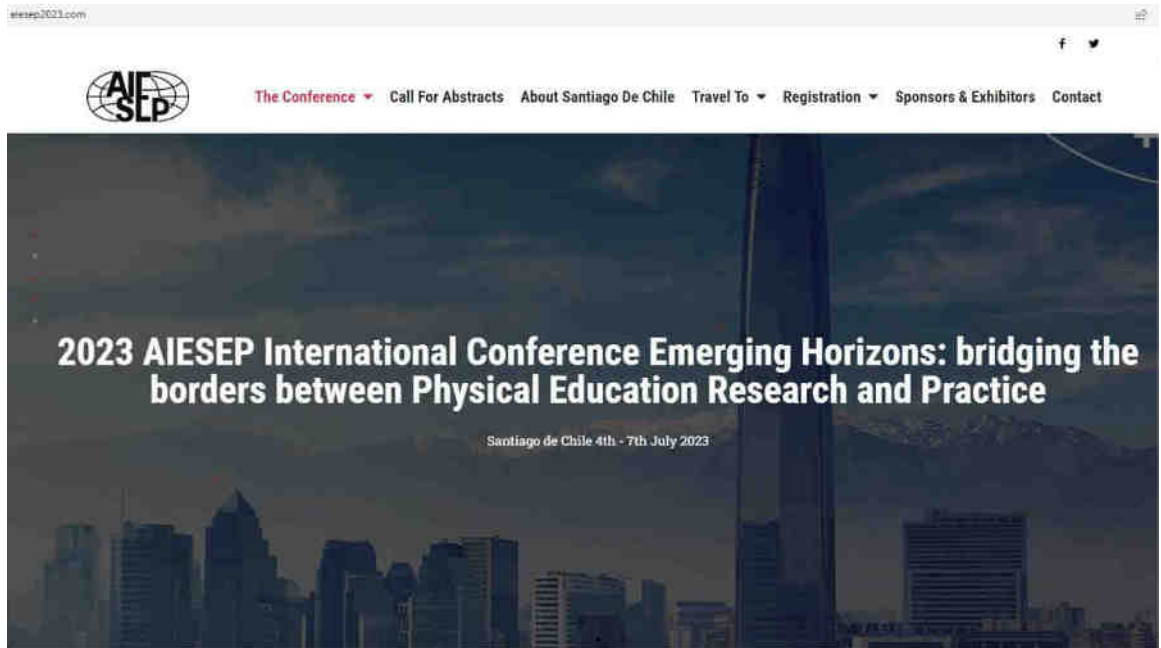 aiesep2023.com
AIE
SEP
The Conference Call For Abstracts About Santiago De Chile Travel To Registration Sponsors & Exhibitors Contact
2023 AIESEP International Conference Emerging Horizons: bridging the
borders between Physical Education Research and Practice
Santiago de Chile 4th - 7th July 2023